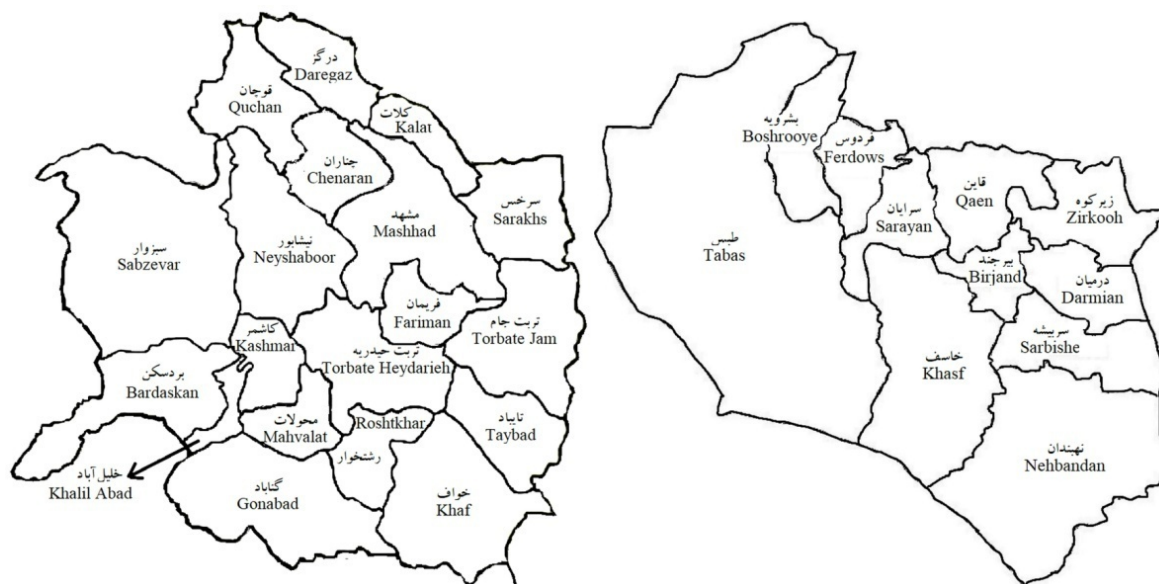 درگز
Daregaz
قوچان
Quchan
کلات
Kalat
چناران
Chenaran
سرخس
Sarakhs
مشهد
Mashhad
نیشابور
Neyshaboor
سبزوار
Sabzevar
فریمان
Fariman
تربت جام
Torbate Jam
کاشمر
Kashmar
تربت حیدریه
Torbate Heydarieh
بردسکن
Bardaskan
محولات
Mahvalat
Roshtkhar
رشتخوار
تایباد
Taybad
خلیل آباد
Khalil Abad
گناباد
Gonabad
خواف
Khaf
بشرویه
Boshrooye
فردوس
Ferdows
قاین
Qaen
زیرکوه
Zirkooh
سرایان
Sarayan
طبس
Tabas
بیرجند
Birjand
درمیان
Darmian
سربیشه
Sarbishe
خاسف
Khasf
نهبندان
Nehbandan